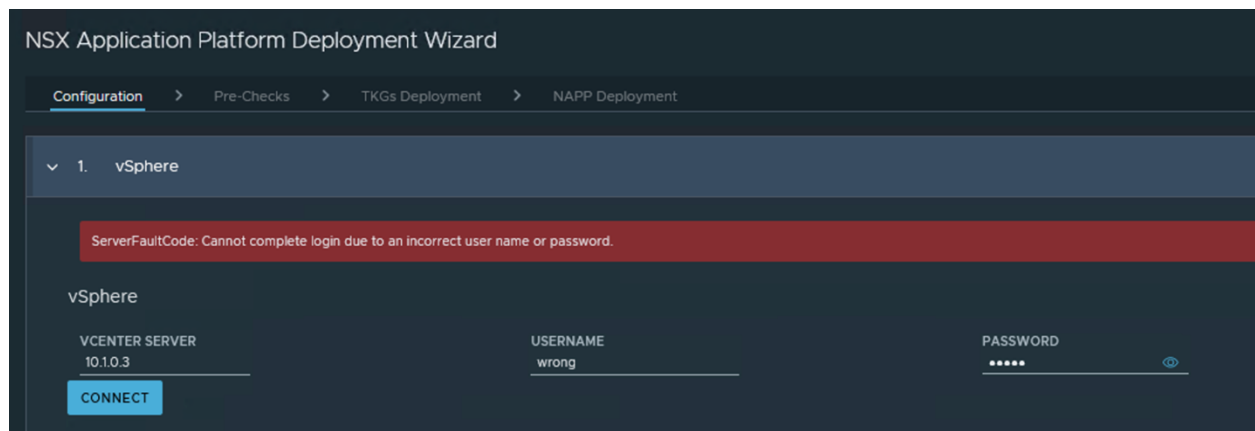 NSX Application Platform Deployment Wizard
Configuration > Pre-Checks > TKGs Deployment > NAPP Deployment
1. vSphere
ServerFaultCode: Cannot complete login due to an incorrect user name or password.
vSphere
VCENTER SERVER USERNAME PASSWORD
10.1.0.3 wrong •••••
CONNECT